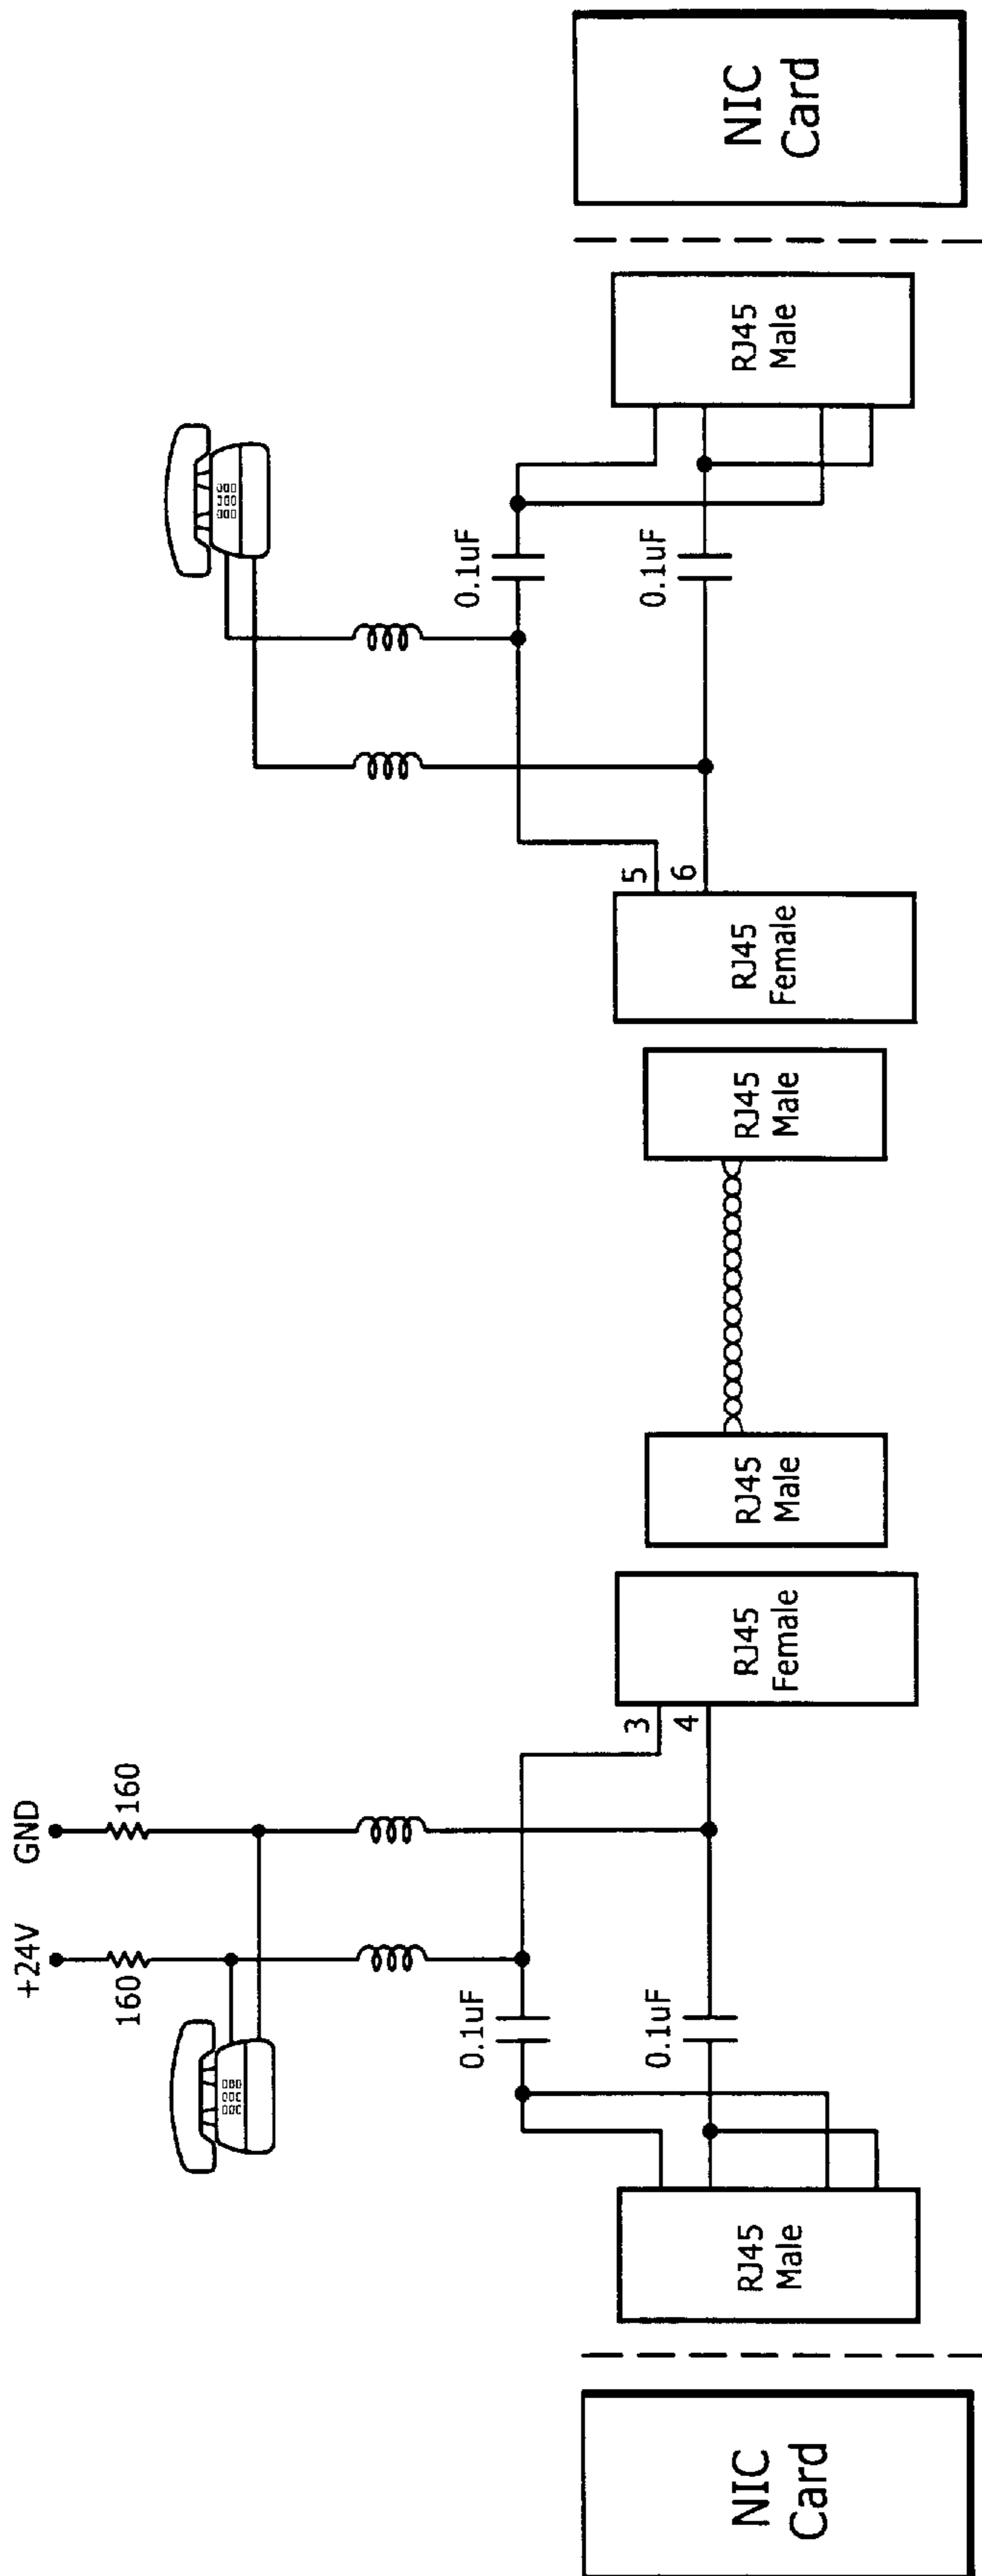 +24V
GND
160
160
0.1uF
0.1uF
0.1uF
0.1uF
3
4
5
6
NIC
Card
RJ45
Male
RJ45
Female
RJ45
Male
RJ45
Male
RJ45
Female
RJ45
Male
NIC
Card